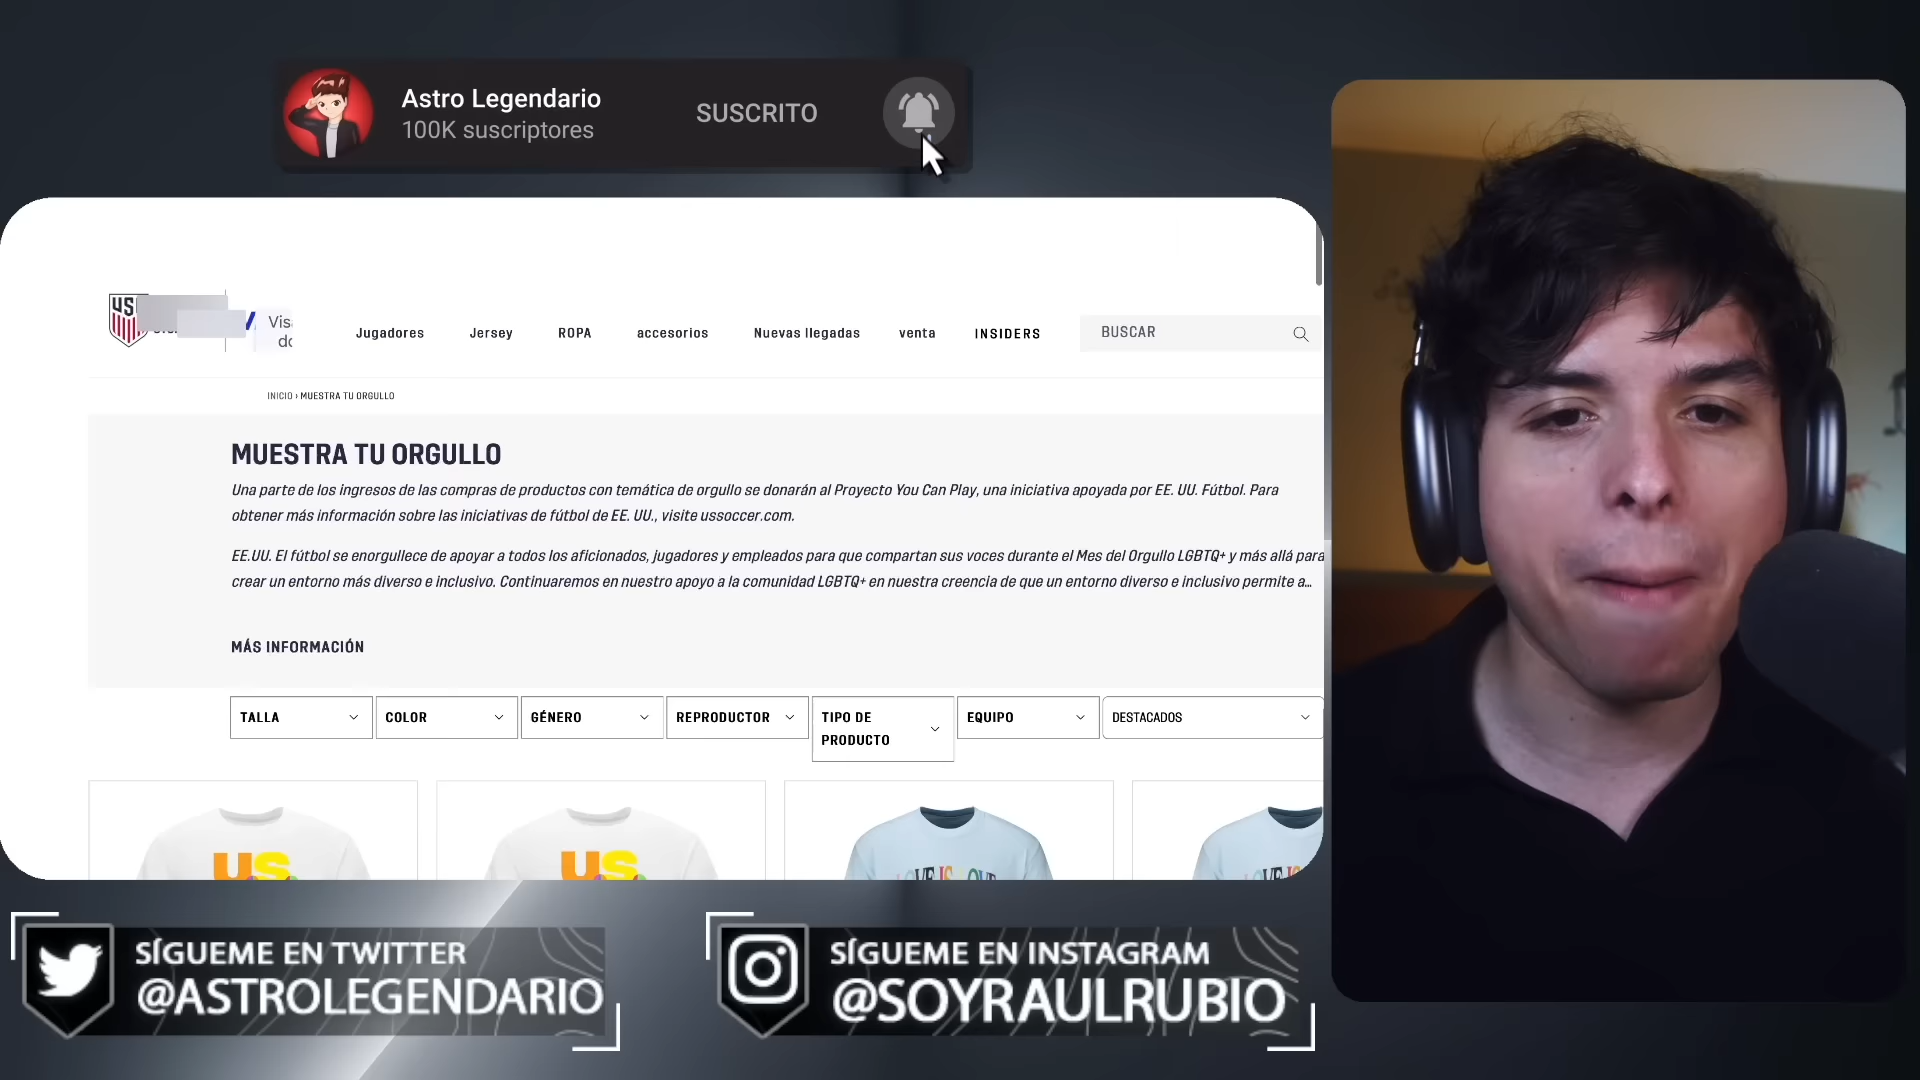 Astro Legendario
100K suscriptores
SUSCRITO
US
Jugadores
Jersey
ROPA
accesorios
Nuevas llegadas
venta
INSIDERS
BUSCAR
INICIO › MUESTRA TU ORGULLO
MUESTRA TU ORGULLO
Una parte de los ingresos de las compras de productos con temática de orgullo se donarán al Proyecto You Can Play, una iniciativa apoyada por EE. UU. Fútbol. Para
obtener más información sobre las iniciativas de fútbol de EE. UU., visite ussoccer.com.
EE.UU. El fútbol se enorgullece de apoyar a todos los aficionados, jugadores y empleados para que compartan sus voces durante el Mes del Orgullo LGBTQ+ y más allá para
crear un entorno más diverso e inclusivo. Continuaremos en nuestro apoyo a la comunidad LGBTQ+ en nuestra creencia de que un entorno diverso e inclusivo permite a...
MÁS INFORMACIÓN
TALLA
COLOR
GÉNERO
REPRODUCTOR
TIPO DE
PRODUCTO
EQUIPO
DESTACADOS
US
US
LOVE IS LOVE
SÍGUEME EN TWITTER
@ASTROLEGENDARIO
SÍGUEME EN INSTAGRAM
@SOYRAULRUBIO